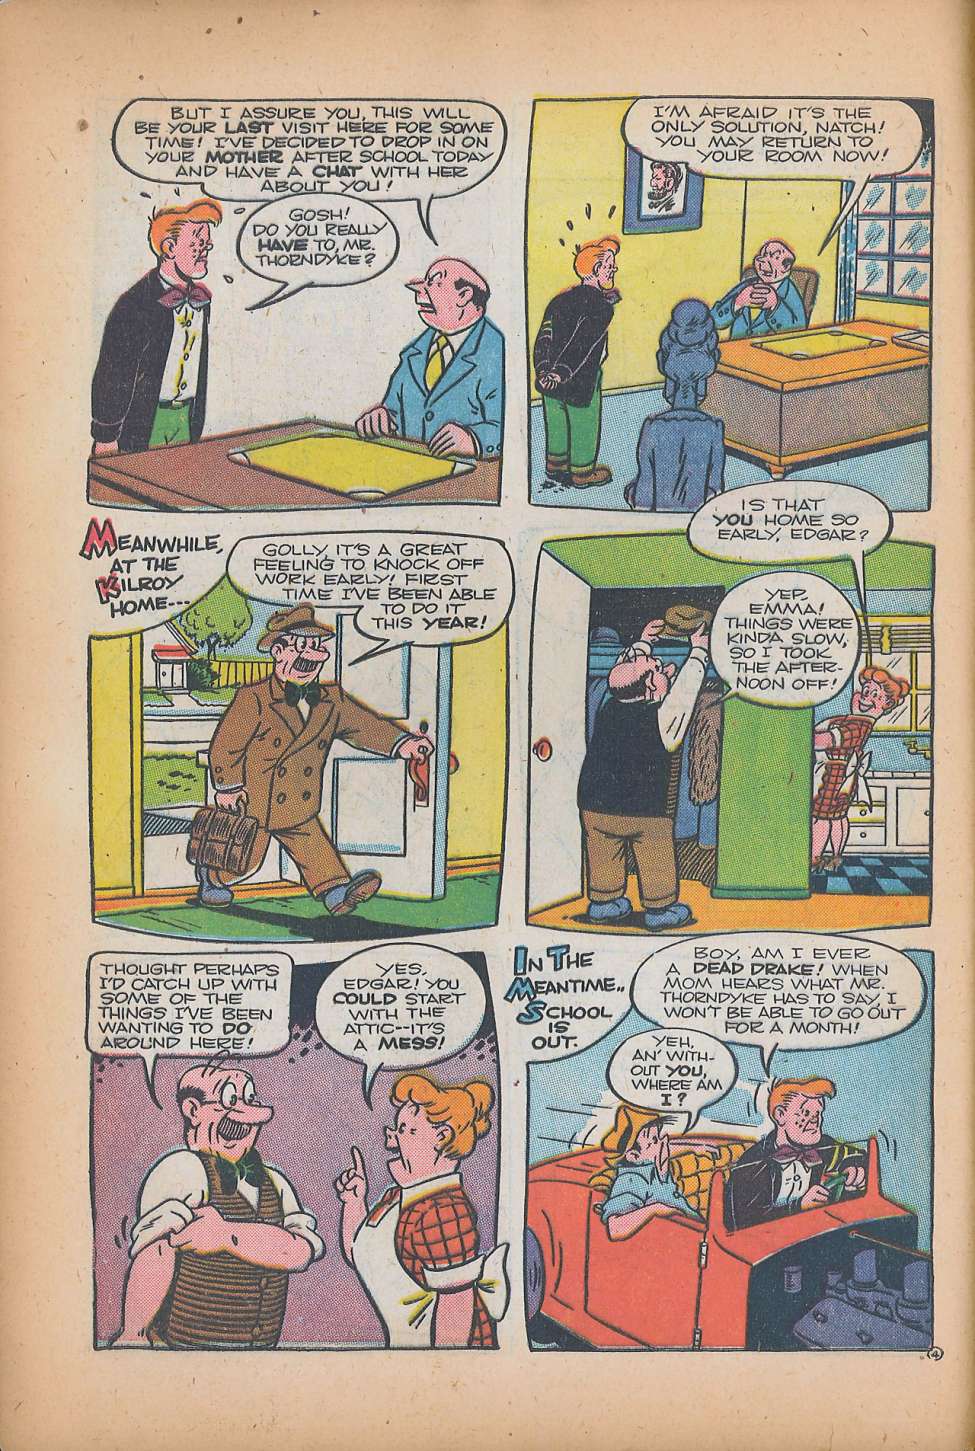 BUT I ASSURE YOU, THIS WILL
BE YOUR LAST VISIT HERE FOR SOME
TIME! I'VE DECIDED TO DROP IN ON
YOUR MOTHER AFTER SCHOOL TODAY
AND HAVE A CHAT WITH HER
ABOUT YOU!
GOSH!
DO YOU REALLY
HAVE TO, MR.
THORNDYKE?
I'M AFRAID IT'S THE
ONLY SOLUTION, NATCH!
YOU MAY RETURN TO
YOUR ROOM NOW!
MEANWHILE,
AT THE
KILROY
HOME---
GOLLY, IT'S A GREAT
FEELING TO KNOCK OFF
WORK EARLY! FIRST
TIME I'VE BEEN ABLE
TO DO IT
THIS YEAR!
IS THAT
YOU HOME SO
EARLY, EDGAR?
YEP,
EMMA!
THINGS WERE
KINDA SLOW,
SO I TOOK
THE AFTER-
NOON OFF!
THOUGHT PERHAPS
I'D CATCH UP WITH
SOME OF THE
THINGS I'VE BEEN
WANTING TO DO
AROUND HERE!
YES,
EDGAR! YOU
COULD START
WITH THE
ATTIC--IT'S
A MESS!
IN THE
MEANTIME..
SCHOOL
IS
OUT.
BOY, AM I EVER
A DEAD DRAKE! WHEN
MOM HEARS WHAT MR.
THORNDYKE HAS TO SAY, I
WON'T BE ABLE TO GO OUT
FOR A MONTH!
YEH,
AN' WITH-
OUT YOU,
WHERE AM
I?
4